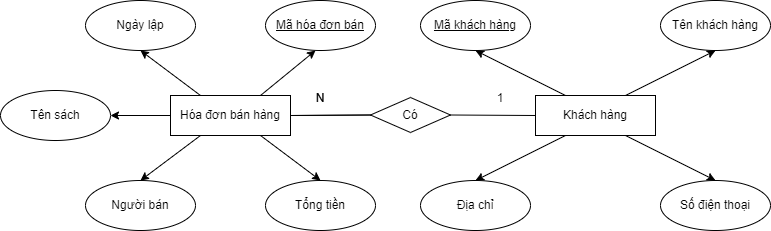 Ngày lập
Mã hóa đơn bán
Mã khách hàng
Tên khách hàng
Tên sách
Hóa đơn bán hàng
N
Có
1
Khách hàng
Người bán
Tổng tiền
Địa chỉ
Số điện thoại